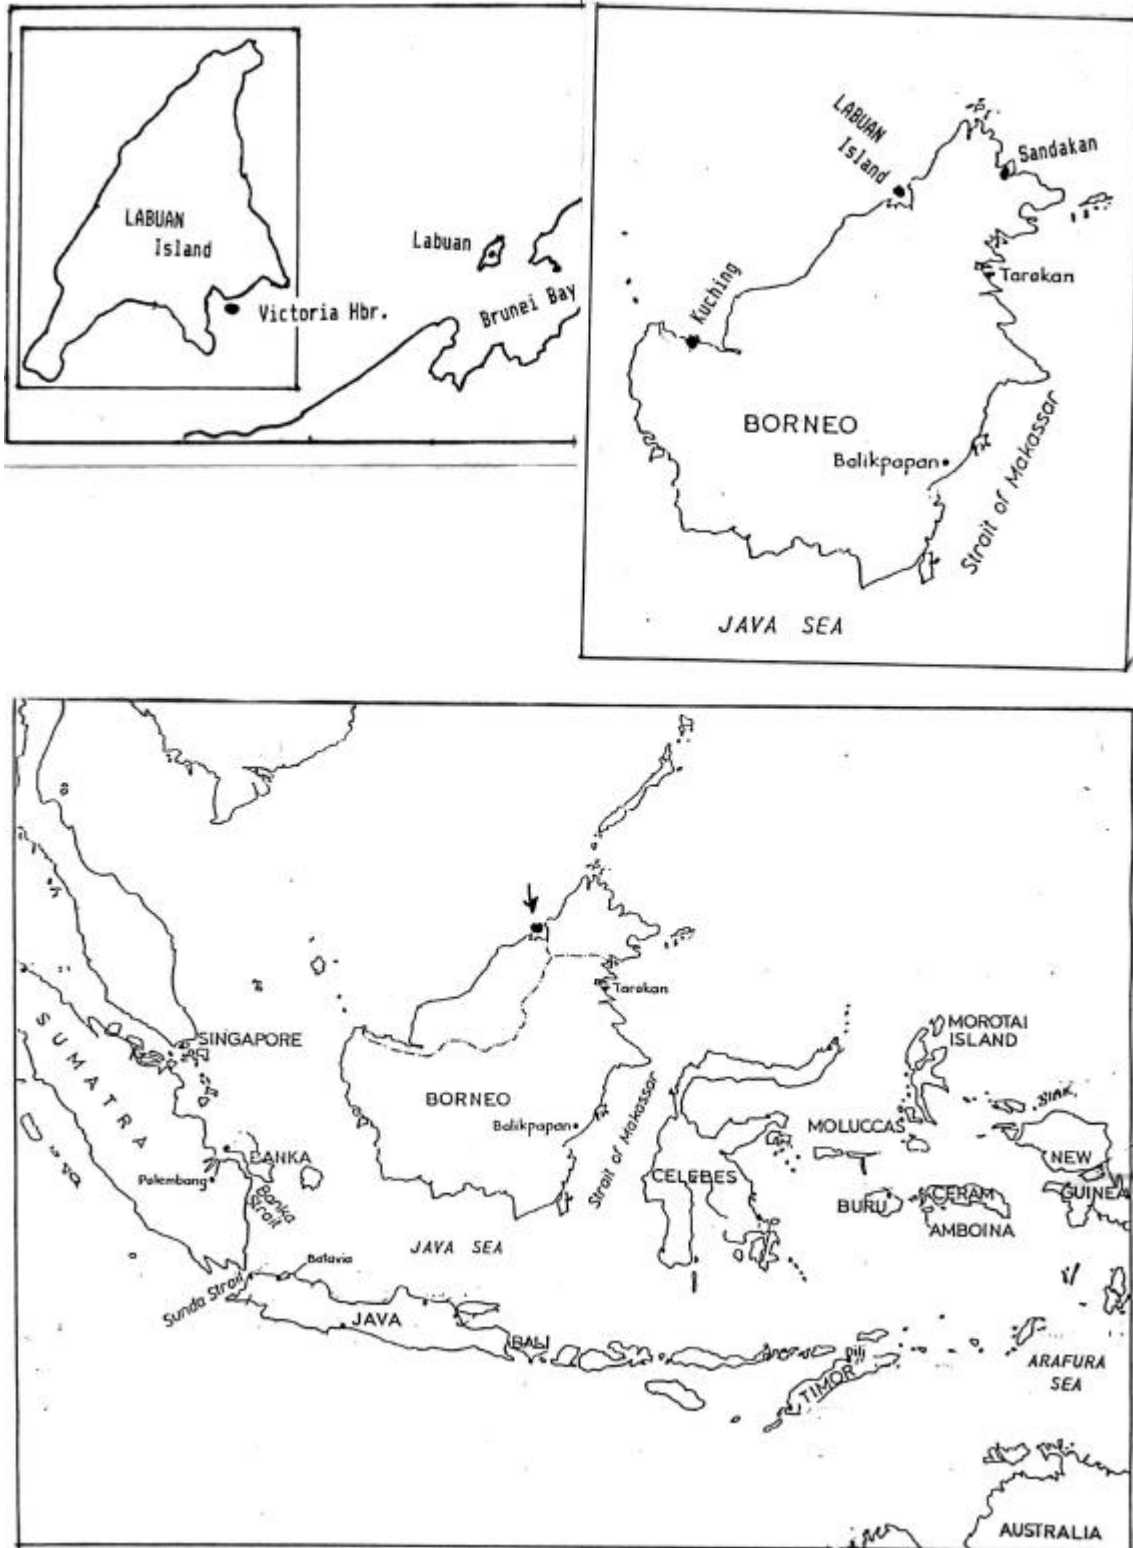 LABUAN
Island
Victoria Hbr.
Labuan
Brunei Bay
LABUAN
Island
Sandakan
Kuching
Tarakan
BORNEO
Balikpapan
Strait of Makassar
JAVA SEA
SUMATRA
SINGAPORE
BANKA
Palembang
Banka
Strait
Sunda Strait
Batavia
JAVA
BALI
JAVA SEA
BORNEO
Balikpapan
Tarakan
Strait of Makassar
CELEBES
MOROTAI
ISLAND
MOLUCCAS
BIAK
NEW
GUINEA
BURU
CERAM
AMBOINA
Dili
TIMOR
ARAFURA
SEA
AUSTRALIA